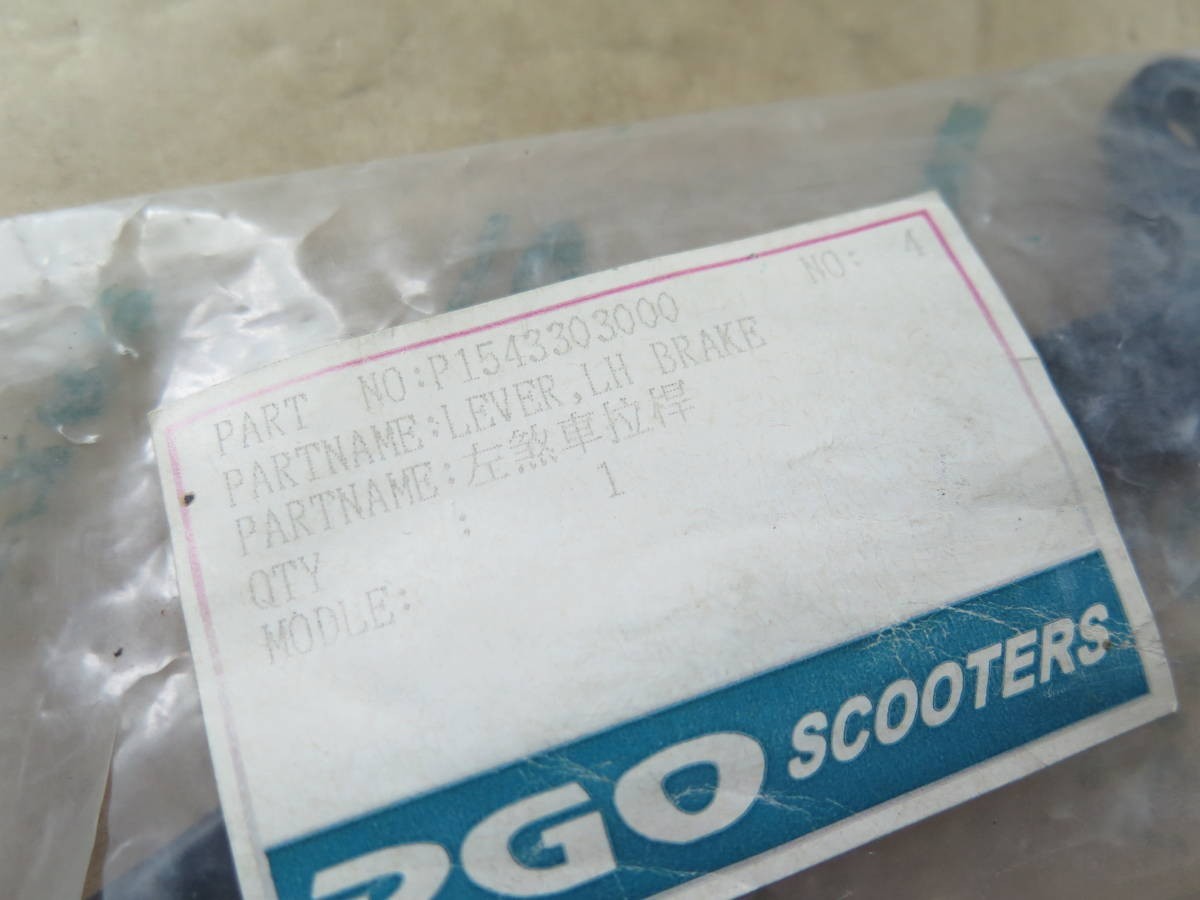 NO: 4
PART NO:P1543303000
PARTNAME:LEVER,LH BRAKE
PARTNAME:左煞車拉桿
QTY : 1
MODLE:
PGO SCOOTERS